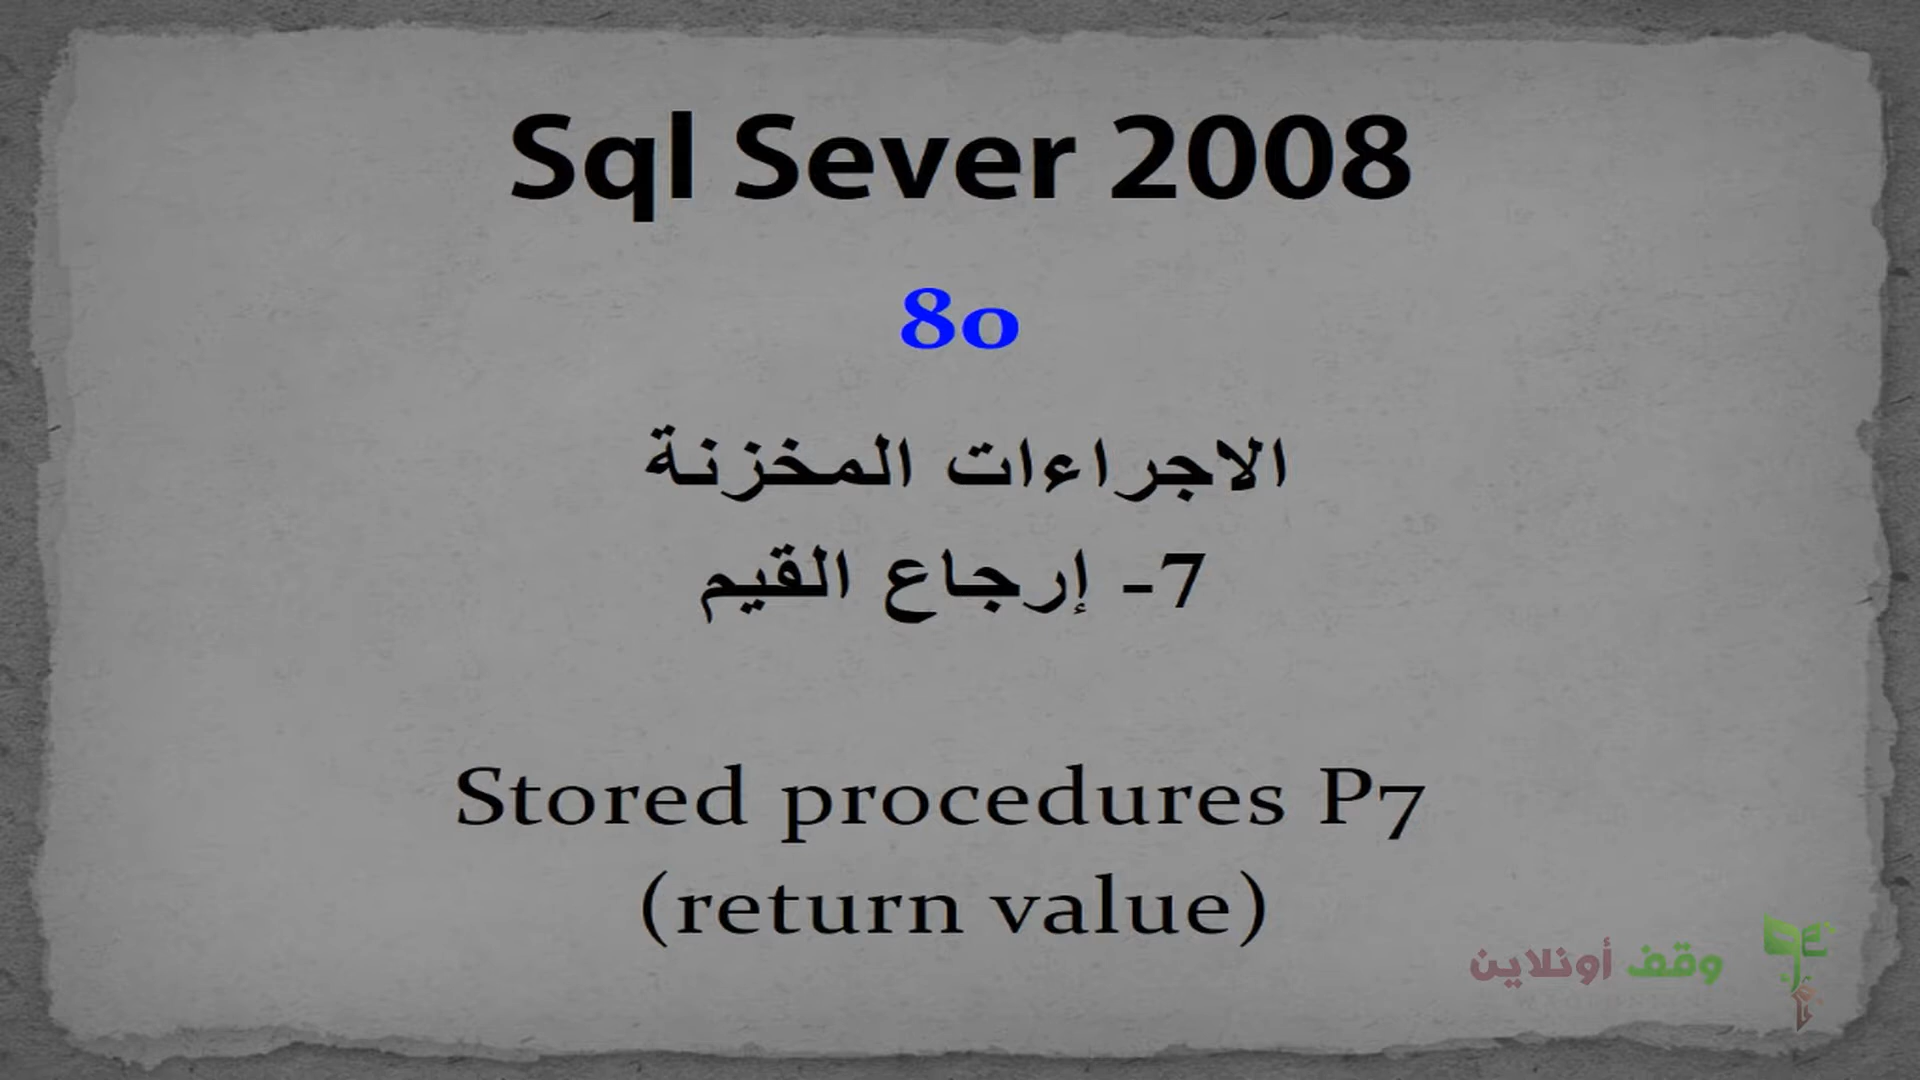 Sql Sever 2008
80
الاجراءات المخزنة
7- إرجاع القيم
Stored procedures P7
(return value)
وقف أونلاين